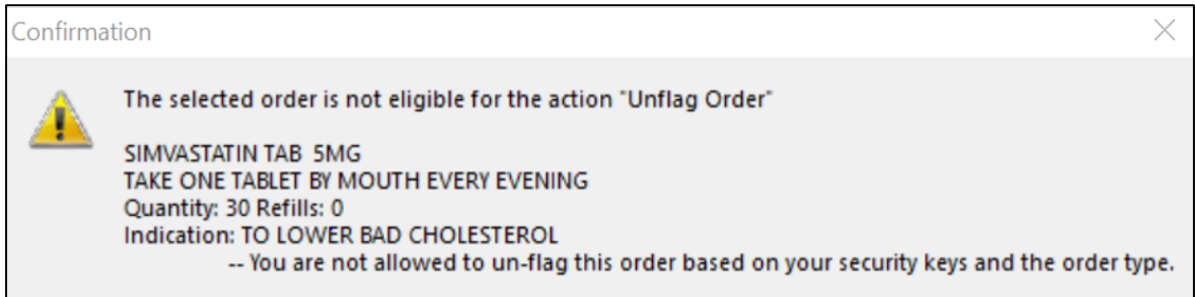 Confirmation
The selected order is not eligible for the action "Unflag Order"
SIMVASTATIN TAB 5MG
TAKE ONE TABLET BY MOUTH EVERY EVENING
Quantity: 30 Refills: 0
Indication: TO LOWER BAD CHOLESTEROL
-- You are not allowed to un-flag this order based on your security keys and the order type.